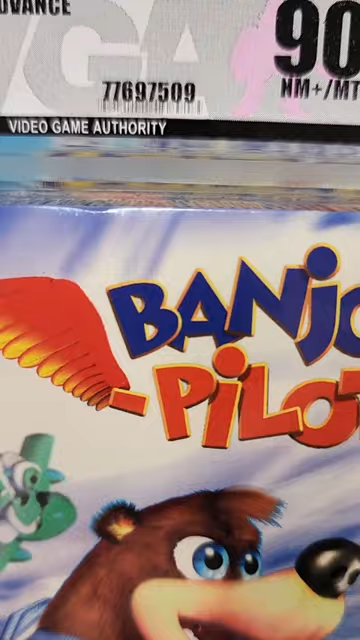 DVANCE
VGA
90
77697509
NM+/MT
VIDEO GAME AUTHORITY
BANJO
-PILOT